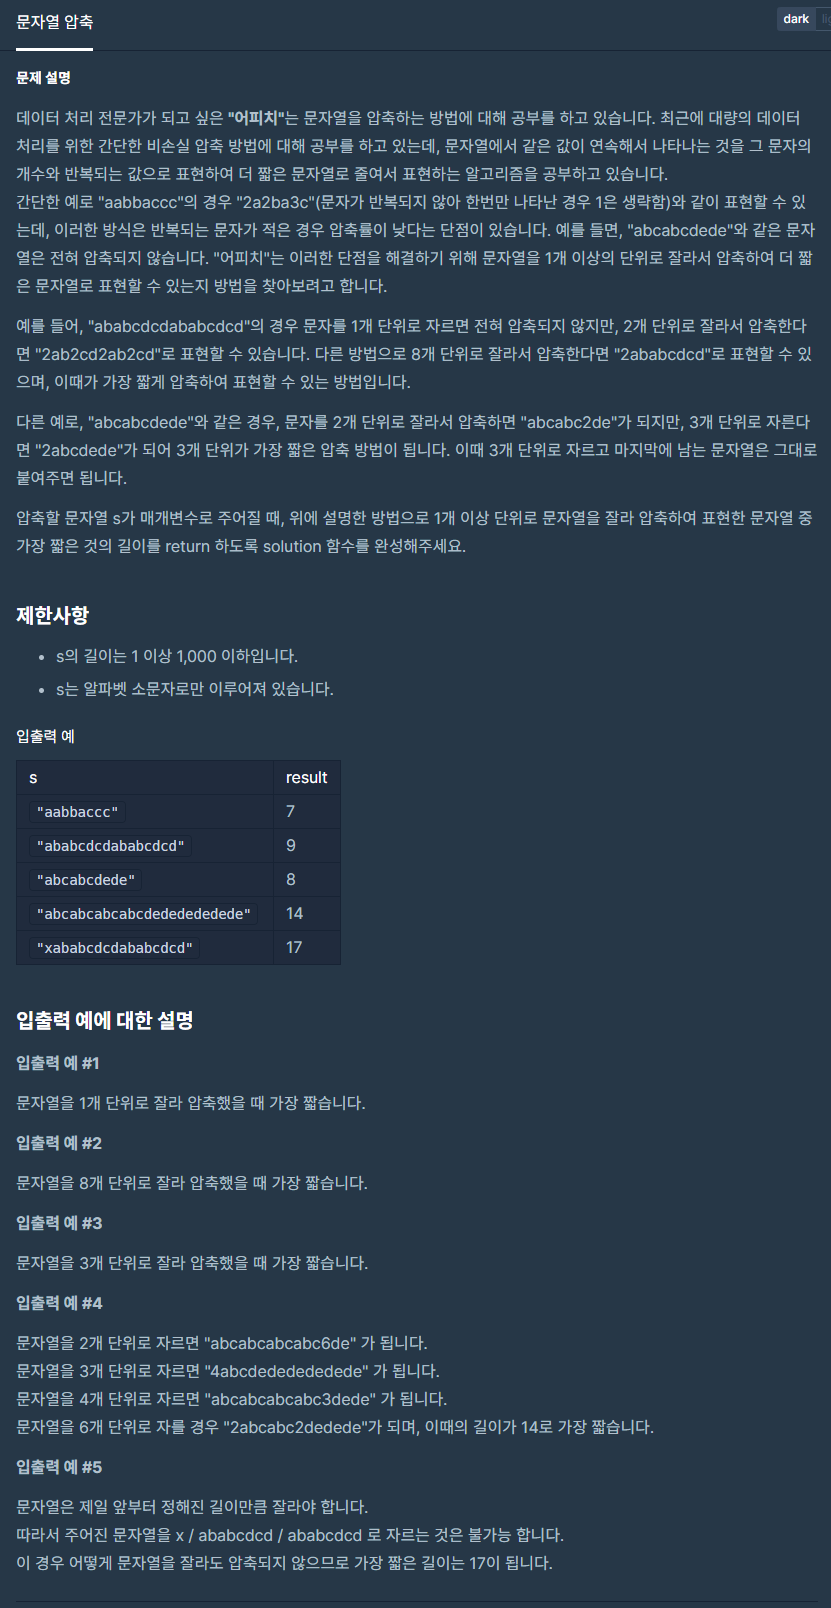 문자열 압축
dark
문제 설명
데이터 처리 전문가가 되고 싶은 "어피치"는 문자열을 압축하는 방법에 대해 공부를 하고 있습니다. 최근에 대량의 데이터
처리를 위한 간단한 비손실 압축 방법에 대해 공부를 하고 있는데, 문자열에서 같은 값이 연속해서 나타나는 것을 그 문자의
개수와 반복되는 값으로 표현하여 더 짧은 문자열로 줄여서 표현하는 알고리즘을 공부하고 있습니다.
간단한 예로 "aabbaccc"의 경우 "2a2ba3c"(문자가 반복되지 않아 한번만 나타난 경우 1은 생략함)와 같이 표현할 수 있
는데, 이러한 방식은 반복되는 문자가 적은 경우 압축률이 낮다는 단점이 있습니다. 예를 들면, "abcabcdede"와 같은 문자
열은 전혀 압축되지 않습니다. "어피치"는 이러한 단점을 해결하기 위해 문자열을 1개 이상의 단위로 잘라서 압축하여 더 짧
은 문자열로 표현할 수 있는지 방법을 찾아보려고 합니다.
예를 들어, "ababcdcdababcdcd"의 경우 문자를 1개 단위로 자르면 전혀 압축되지 않지만, 2개 단위로 잘라서 압축한다
면 "2ab2cd2ab2cd"로 표현할 수 있습니다. 다른 방법으로 8개 단위로 잘라서 압축한다면 "2ababcdcd"로 표현할 수 있
으며, 이때가 가장 짧게 압축하여 표현할 수 있는 방법입니다.
다른 예로, "abcabcdede"와 같은 경우, 문자를 2개 단위로 잘라서 압축하면 "abcabc2de"가 되지만, 3개 단위로 자른다
면 "2abcdede"가 되어 3개 단위가 가장 짧은 압축 방법이 됩니다. 이때 3개 단위로 자르고 마지막에 남는 문자열은 그대로
붙여주면 됩니다.
압축할 문자열 s가 매개변수로 주어질 때, 위에 설명한 방법으로 1개 이상 단위로 문자열을 잘라 압축하여 표현한 문자열 중
가장 짧은 것의 길이를 return 하도록 solution 함수를 완성해주세요.
제한사항
• s의 길이는 1 이상 1,000 이하입니다.
• s는 알파벳 소문자로만 이루어져 있습니다.
입출력 예
s result
"aabbaccc" 7
"ababcdcdababcdcd" 9
"abcabcdede" 8
"abcabcabcabcdededededede" 14
"xababcdcdababcdcd" 17
입출력 예에 대한 설명
입출력 예 #1
문자열을 1개 단위로 잘라 압축했을 때 가장 짧습니다.
입출력 예 #2
문자열을 8개 단위로 잘라 압축했을 때 가장 짧습니다.
입출력 예 #3
문자열을 3개 단위로 잘라 압축했을 때 가장 짧습니다.
입출력 예 #4
문자열을 2개 단위로 자르면 "abcabcabcabc6de" 가 됩니다.
문자열을 3개 단위로 자르면 "4abcdededededede" 가 됩니다.
문자열을 4개 단위로 자르면 "abcabcabcabc3dede" 가 됩니다.
문자열을 6개 단위로 자를 경우 "2abcabc2dedede"가 되며, 이때의 길이가 14로 가장 짧습니다.
입출력 예 #5
문자열은 제일 앞부터 정해진 길이만큼 잘라야 합니다.
따라서 주어진 문자열을 x / ababcdcd / ababcdcd 로 자르는 것은 불가능 합니다.
이 경우 어떻게 문자열을 잘라도 압축되지 않으므로 가장 짧은 길이는 17이 됩니다.